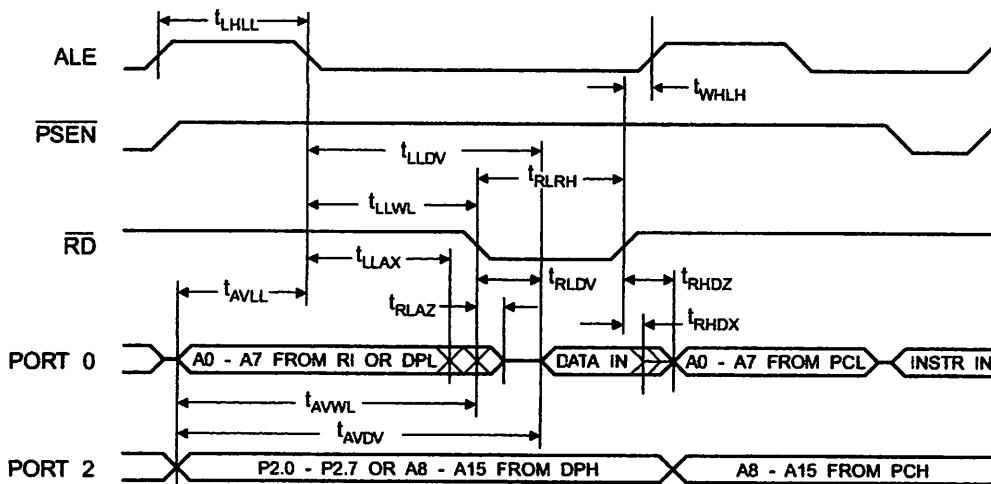 tLHLL
ALE
tWHLH
PSEN
tLLDV
tRLRH
tLLWL
RD
tLLAX
tRLDV
tRHDZ
tAVLL
tRLAZ
tRHDX
PORT 0
A0 - A7 FROM RI OR DPL
DATA IN
A0 - A7 FROM PCL
INSTR IN
tAVWL
tAVDV
PORT 2
P2.0 - P2.7 OR A8 - A15 FROM DPH
A8 - A15 FROM PCH